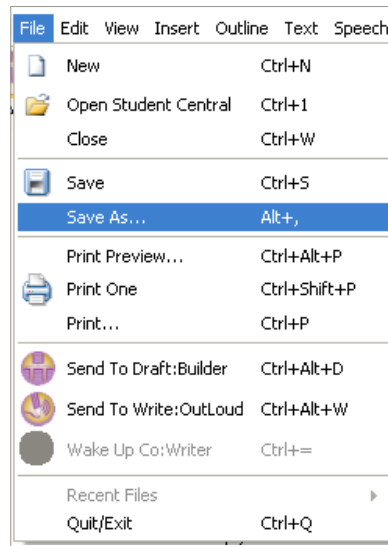 File Edit View Insert Outline Text Speech
New Ctrl+N
Open Student Central Ctrl+1
Close Ctrl+W
Save Ctrl+S
Save As... Alt+,
Print Preview... Ctrl+Alt+P
Print One Ctrl+Shift+P
Print... Ctrl+P
Send To Draft:Builder Ctrl+Alt+D
Send To Write:OutLoud Ctrl+Alt+W
Wake Up Co:Writer Ctrl+=
Recent Files
Quit/Exit Ctrl+Q